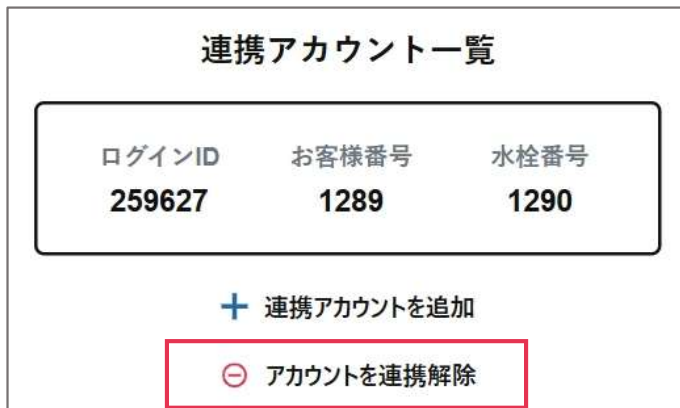 連携アカウント一覧
ログインID お客様番号 水栓番号
259627 1289 1290
連携アカウントを追加
アカウントを連携解除